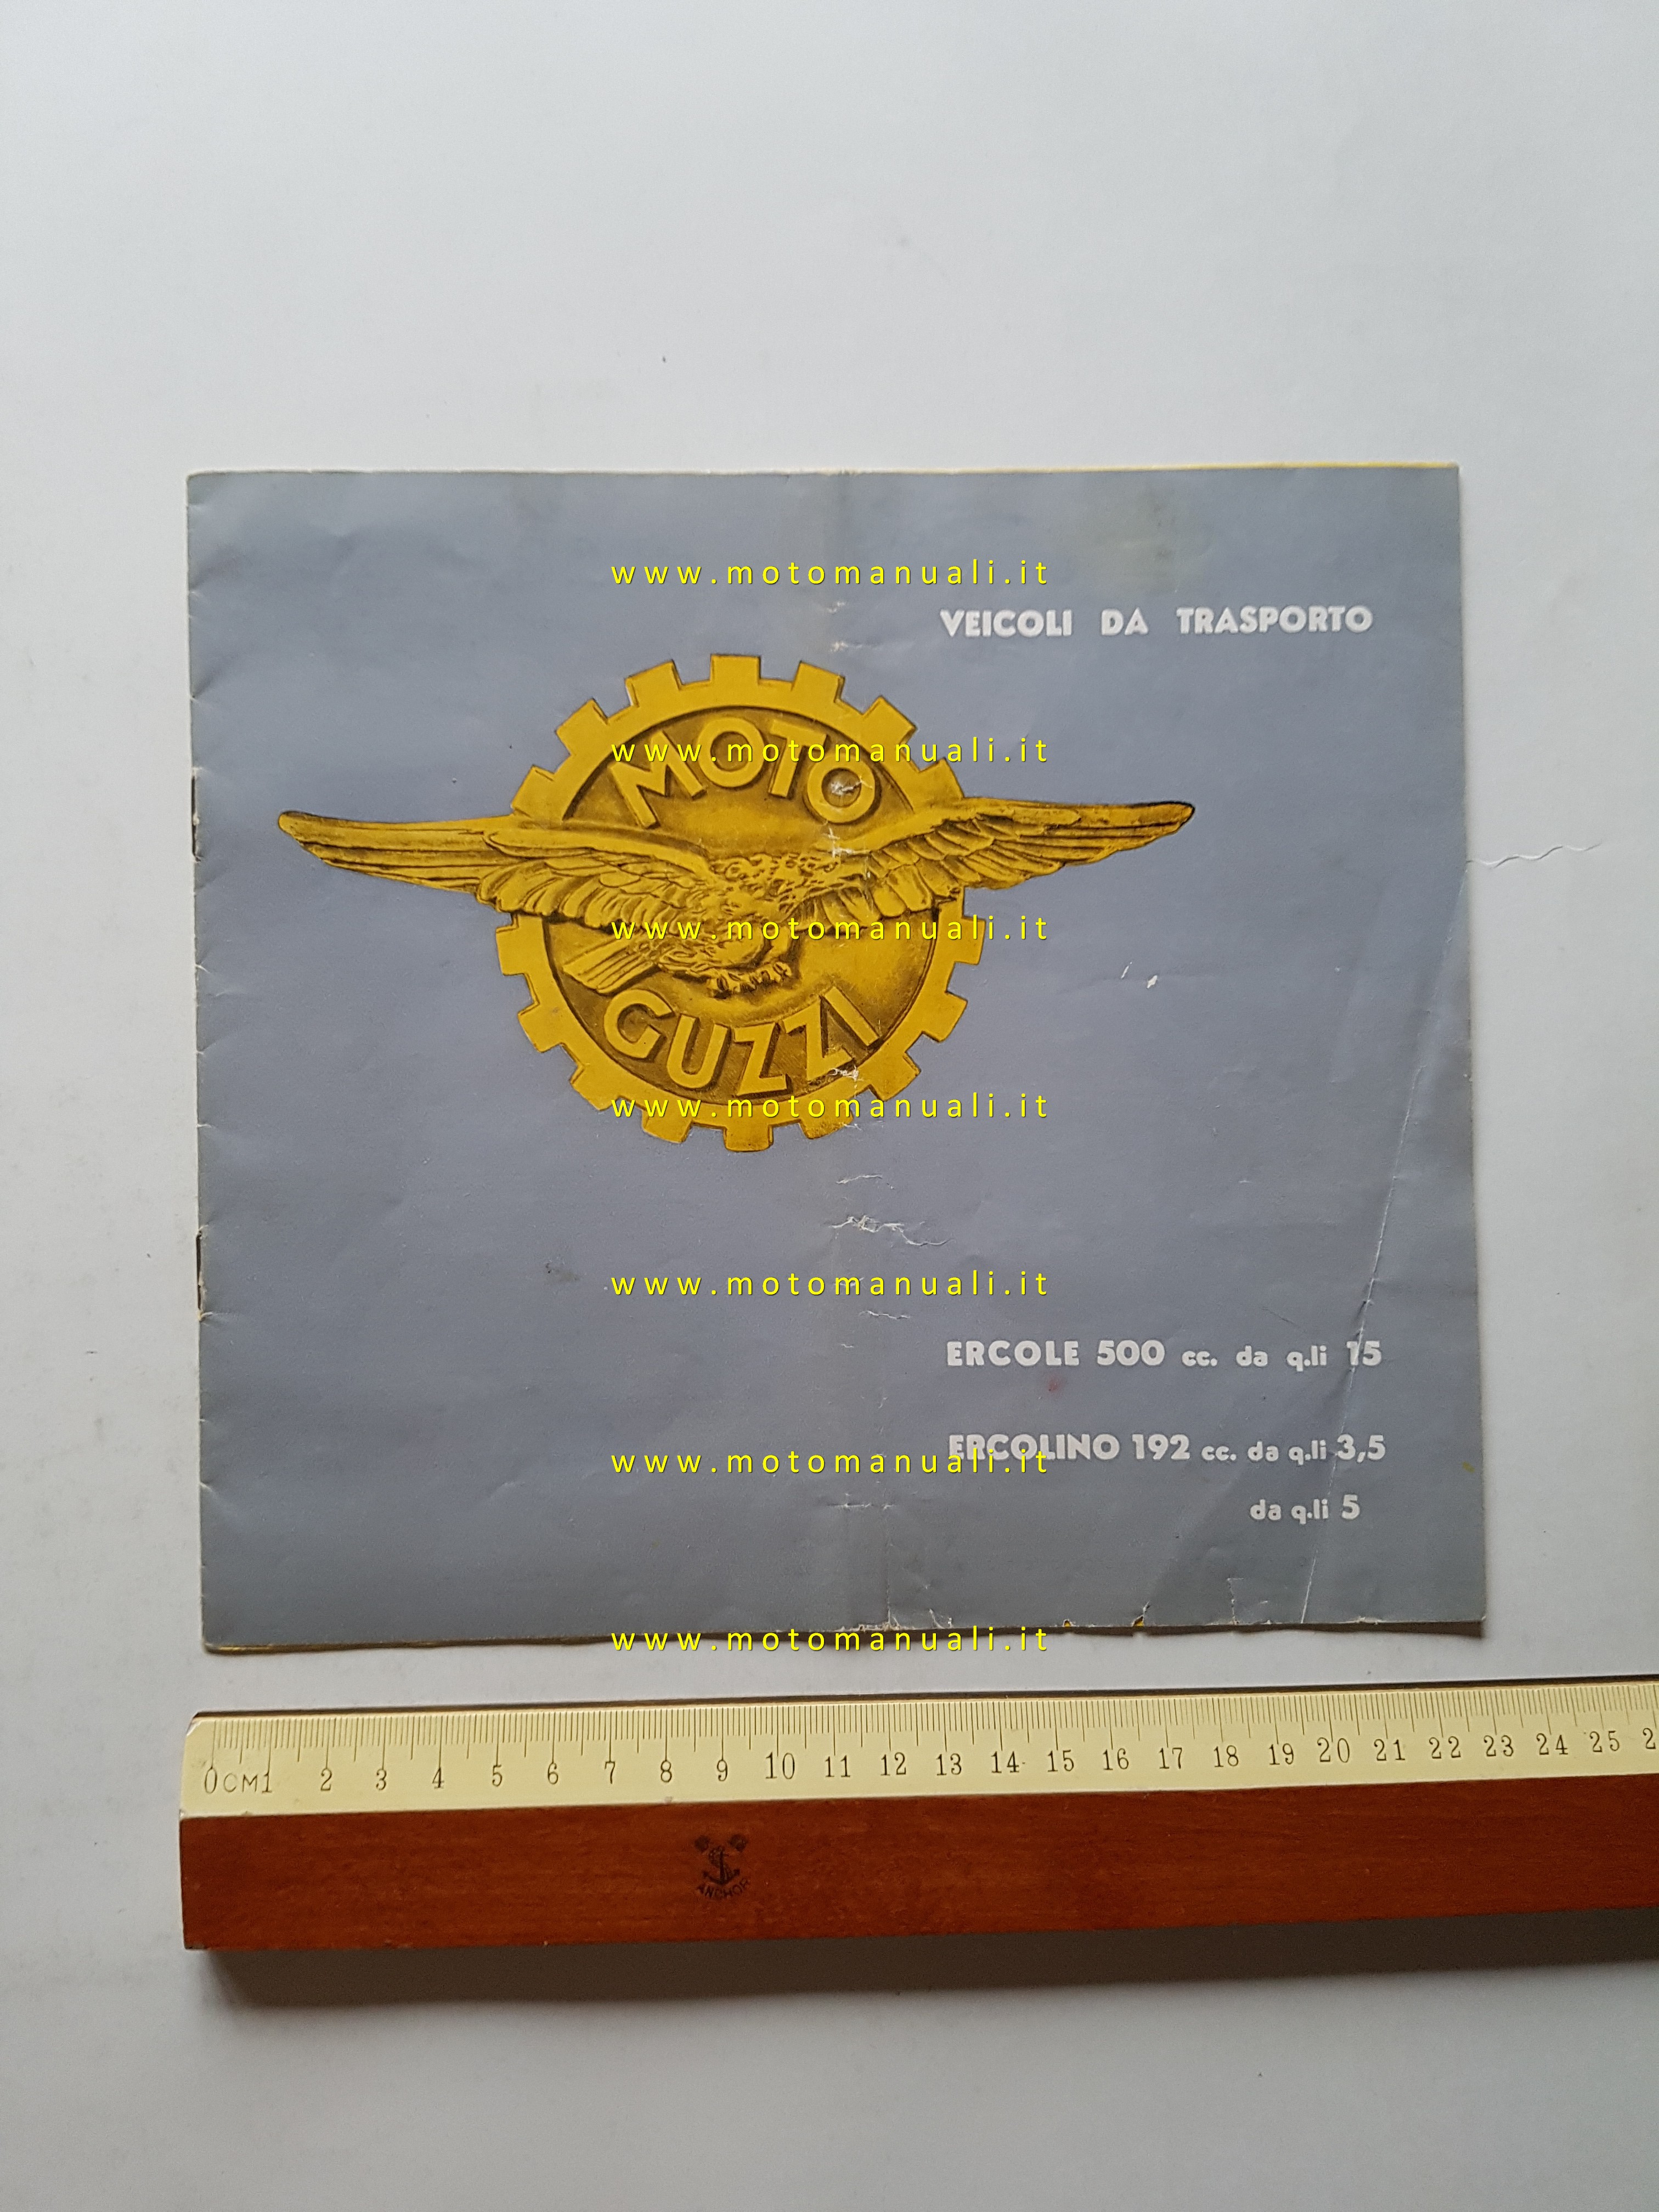 www.motomanuali.it
VEICOLI DA TRASPORTO
MOTO
www.motomanuali.it
www.motomanuali.it
GUZZI
www.motomanuali.it
www.motomanuali.it
ERCOLE 500 cc. da q.li 15
ERCOLINO 192 cc. da q.li 3,5
www.motomanuali.it
da q.li 5
www.motomanuali.it
0CM1 2 3 4 5 6 7 8 9 10 11 12 13 14 15 16 17 18 19 20 21 22 23 24 25
ANCHOR